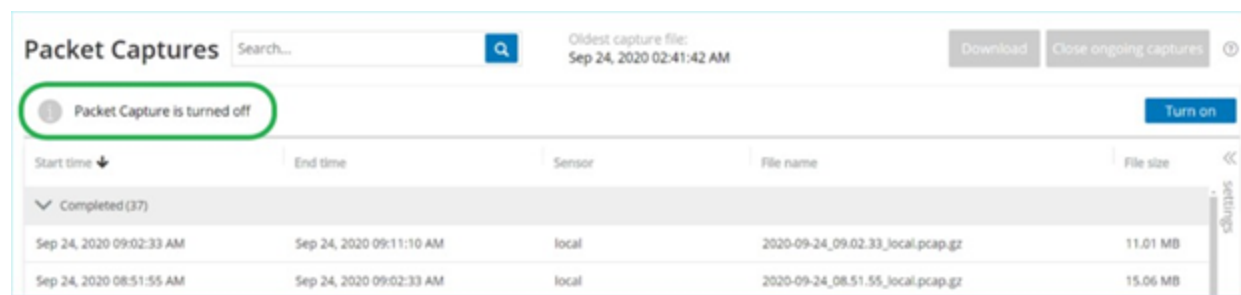 Packet Captures Search... Oldest capture file: Download Close ongoing captures
Sep 24, 2020 02:41:42 AM
Packet Capture is turned off Turn on
Start time End time Sensor File name File size
Completed (37)
settings
Sep 24, 2020 09:02:33 AM Sep 24, 2020 09:11:10 AM local 2020-09-24_09.02.33_local.pcap.gz 11.01 MB
Sep 24, 2020 08:51:55 AM Sep 24, 2020 09:02:33 AM local 2020-09-24_08.51.55_local.pcap.gz 15.06 MB